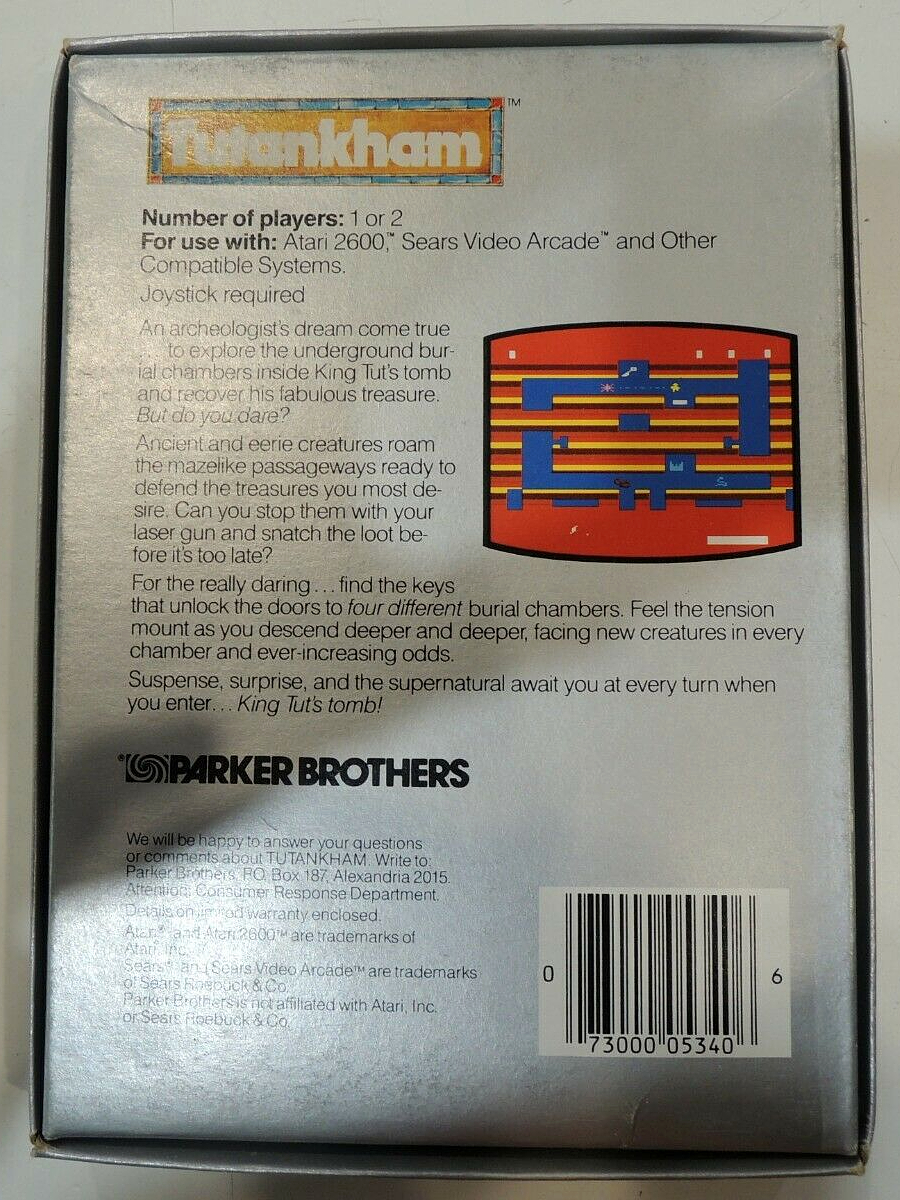 Tutankham™
Number of players: 1 or 2
For use with: Atari 2600,™ Sears Video Arcade™ and Other
Compatible Systems.
Joystick required
An archeologist's dream come true
... to explore the underground bur-
ial chambers inside King Tut's tomb
and recover his fabulous treasure.
But do you dare?
Ancient and eerie creatures roam
the mazelike passageways ready to
defend the treasures you most de-
sire. Can you stop them with your
laser gun and snatch the loot be-
fore it's too late?
For the really daring... find the keys
that unlock the doors to four different burial chambers. Feel the tension
mount as you descend deeper and deeper, facing new creatures in every
chamber and ever-increasing odds.
Suspense, surprise, and the supernatural await you at every turn when
you enter... King Tut's tomb!
® PARKER BROTHERS
We will be happy to answer your questions
or comments about TUTANKHAM. Write to:
Parker Brothers, P.O. Box 187, Alexandria 2015.
Attention: Consumer Response Department.
Details on limited warranty enclosed.
Atari® and Atari 2600™ are trademarks of
Atari, Inc.
Sears® and Sears Video Arcade™ are trademarks
of Sears Roebuck & Co.
Parker Brothers is not affiliated with Atari, Inc.
or Sears Roebuck & Co.
0 73000 05340 6